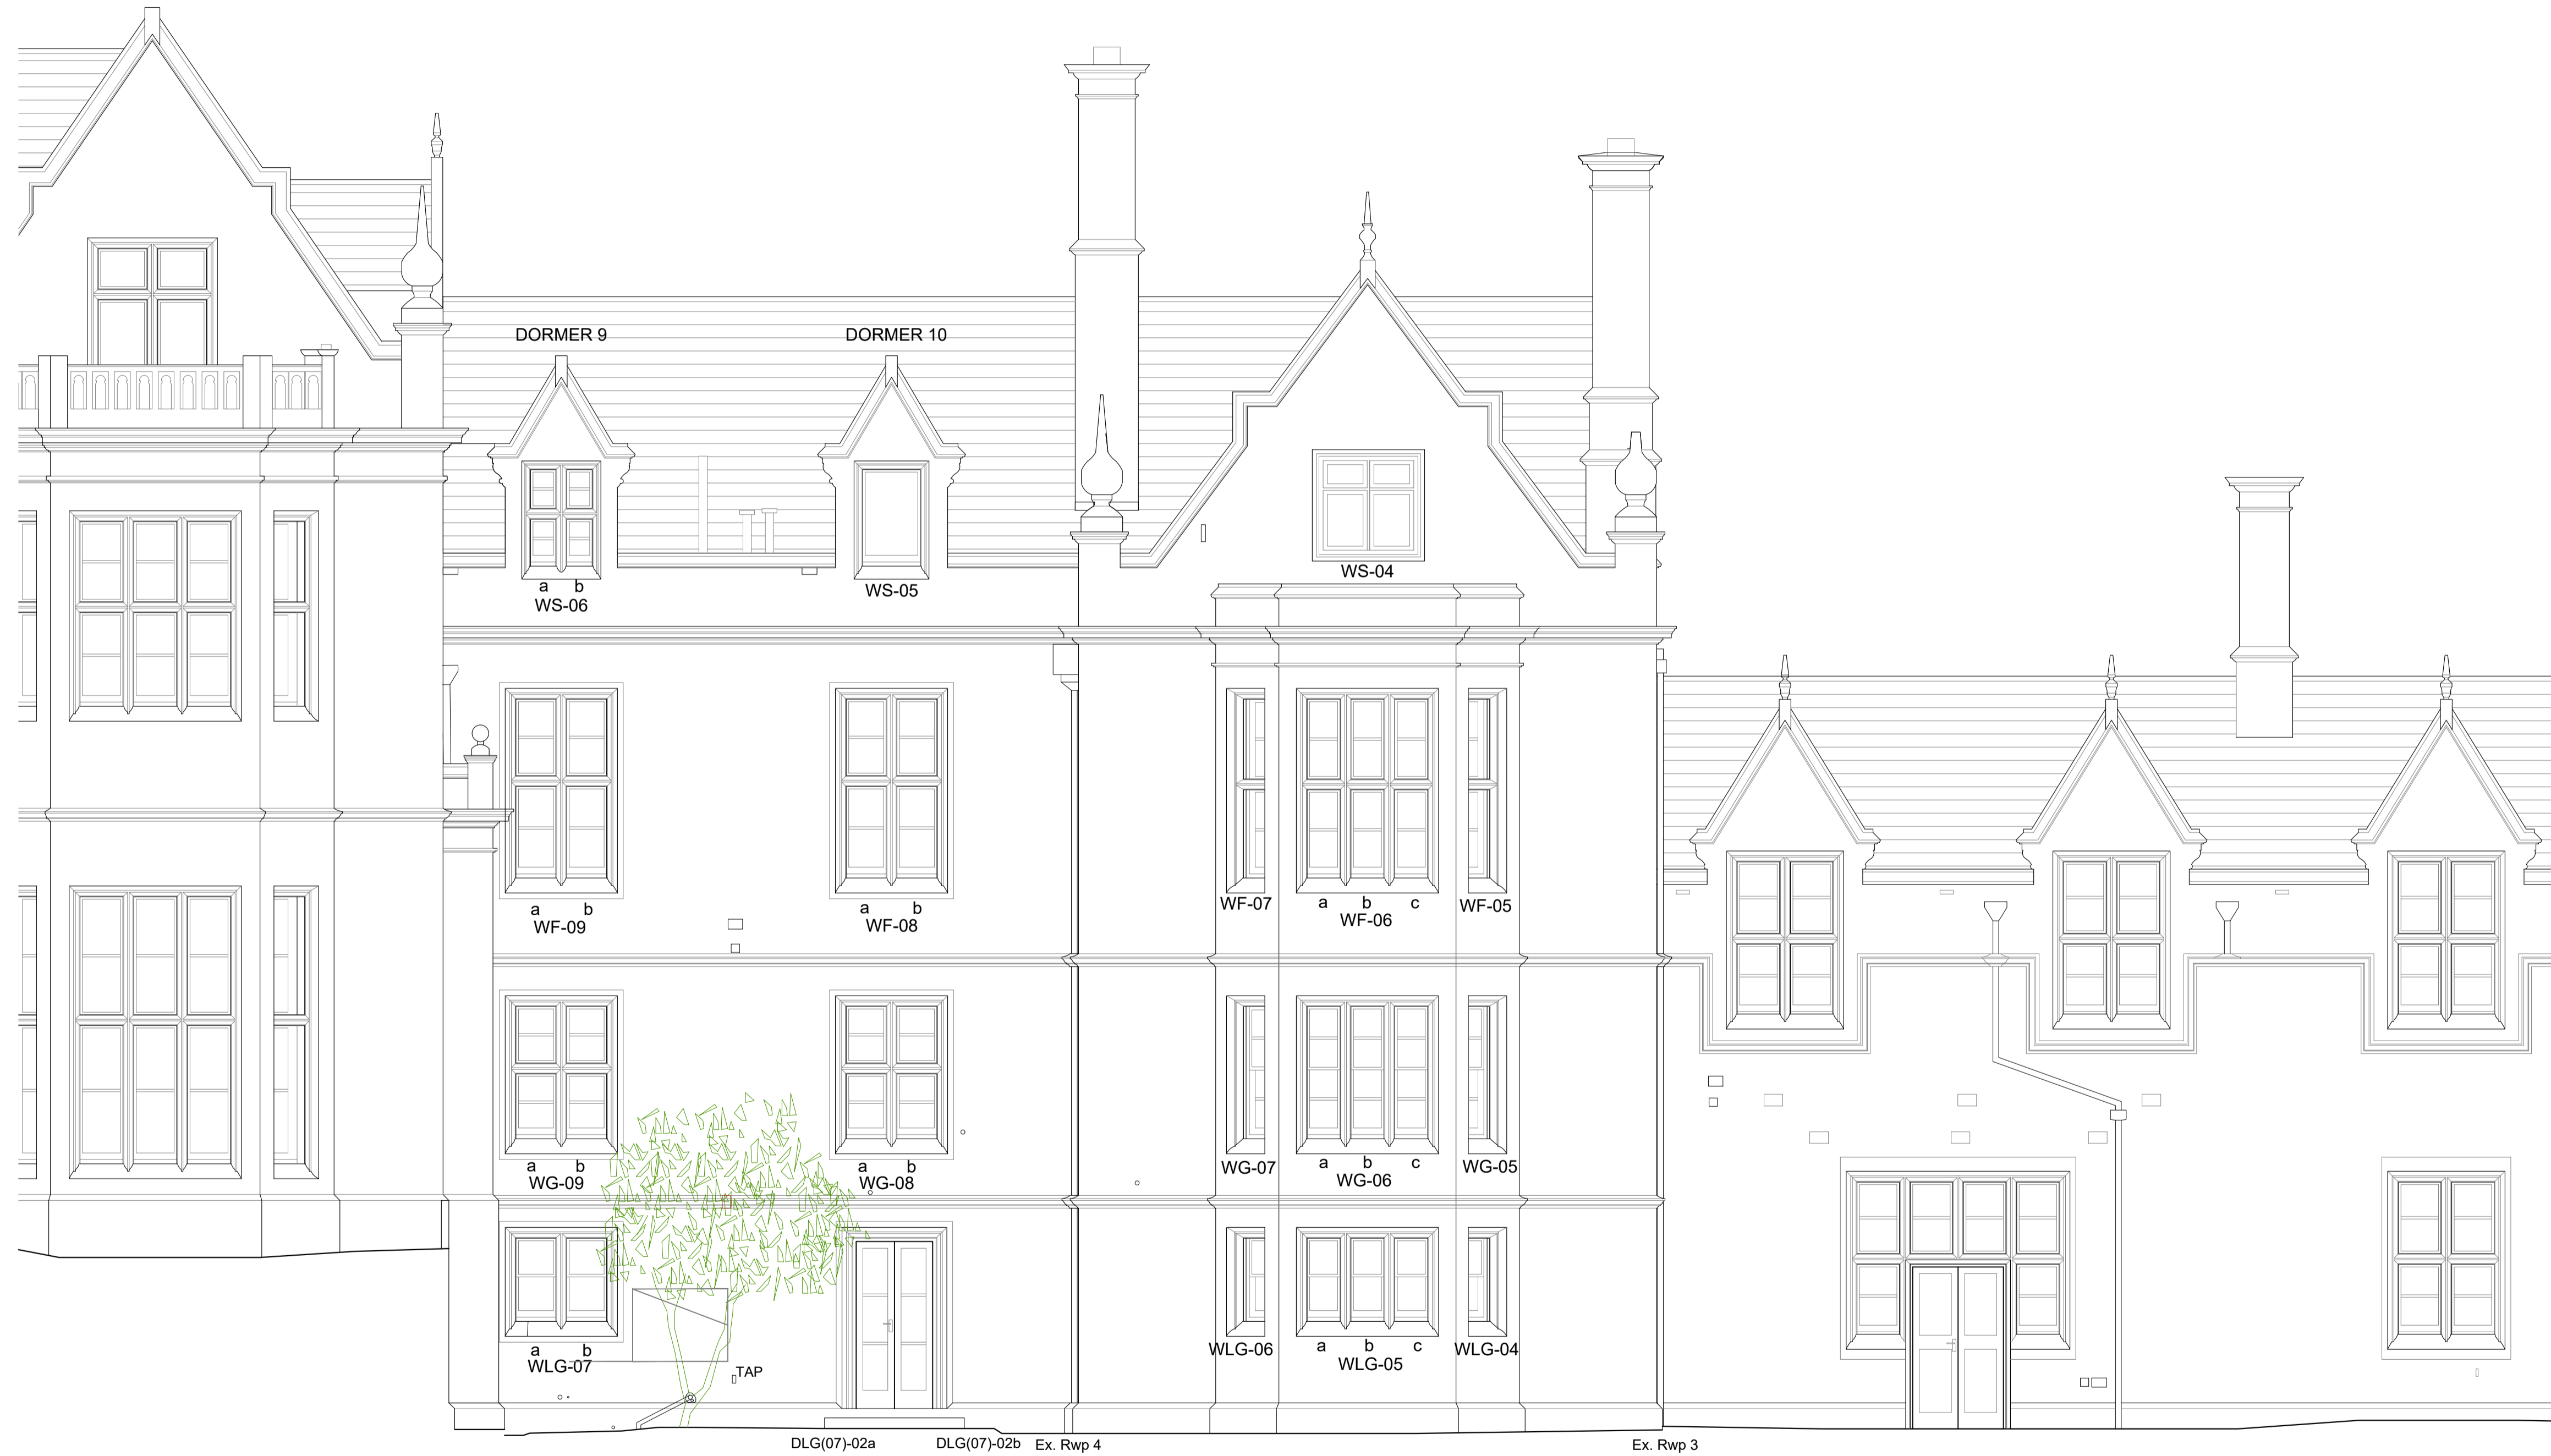 DORMER 9
DORMER 10
a b
WS-06
WS-05
WS-04
a b
WF-09
a b
WF-08
WF-07
a b c
WF-06
WF-05
a b
WG-09
a b
WG-08
WG-07
a b c
WG-06
WG-05
a b
WLG-07
TAP
WLG-06
a b c
WLG-05
WLG-04
DLG(07)-02a
DLG(07)-02b
Ex. Rwp 4
Ex. Rwp 3